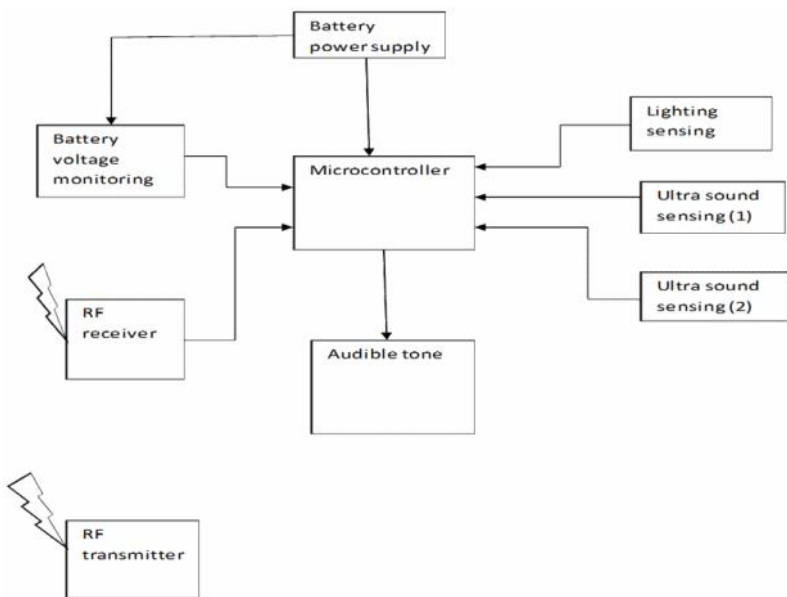 Battery
power supply
Lighting
sensing
Battery
voltage
monitoring
Microcontroller
Ultra sound
sensing (1)
Ultra sound
sensing (2)
RF
receiver
Audible tone
RF
transmitter